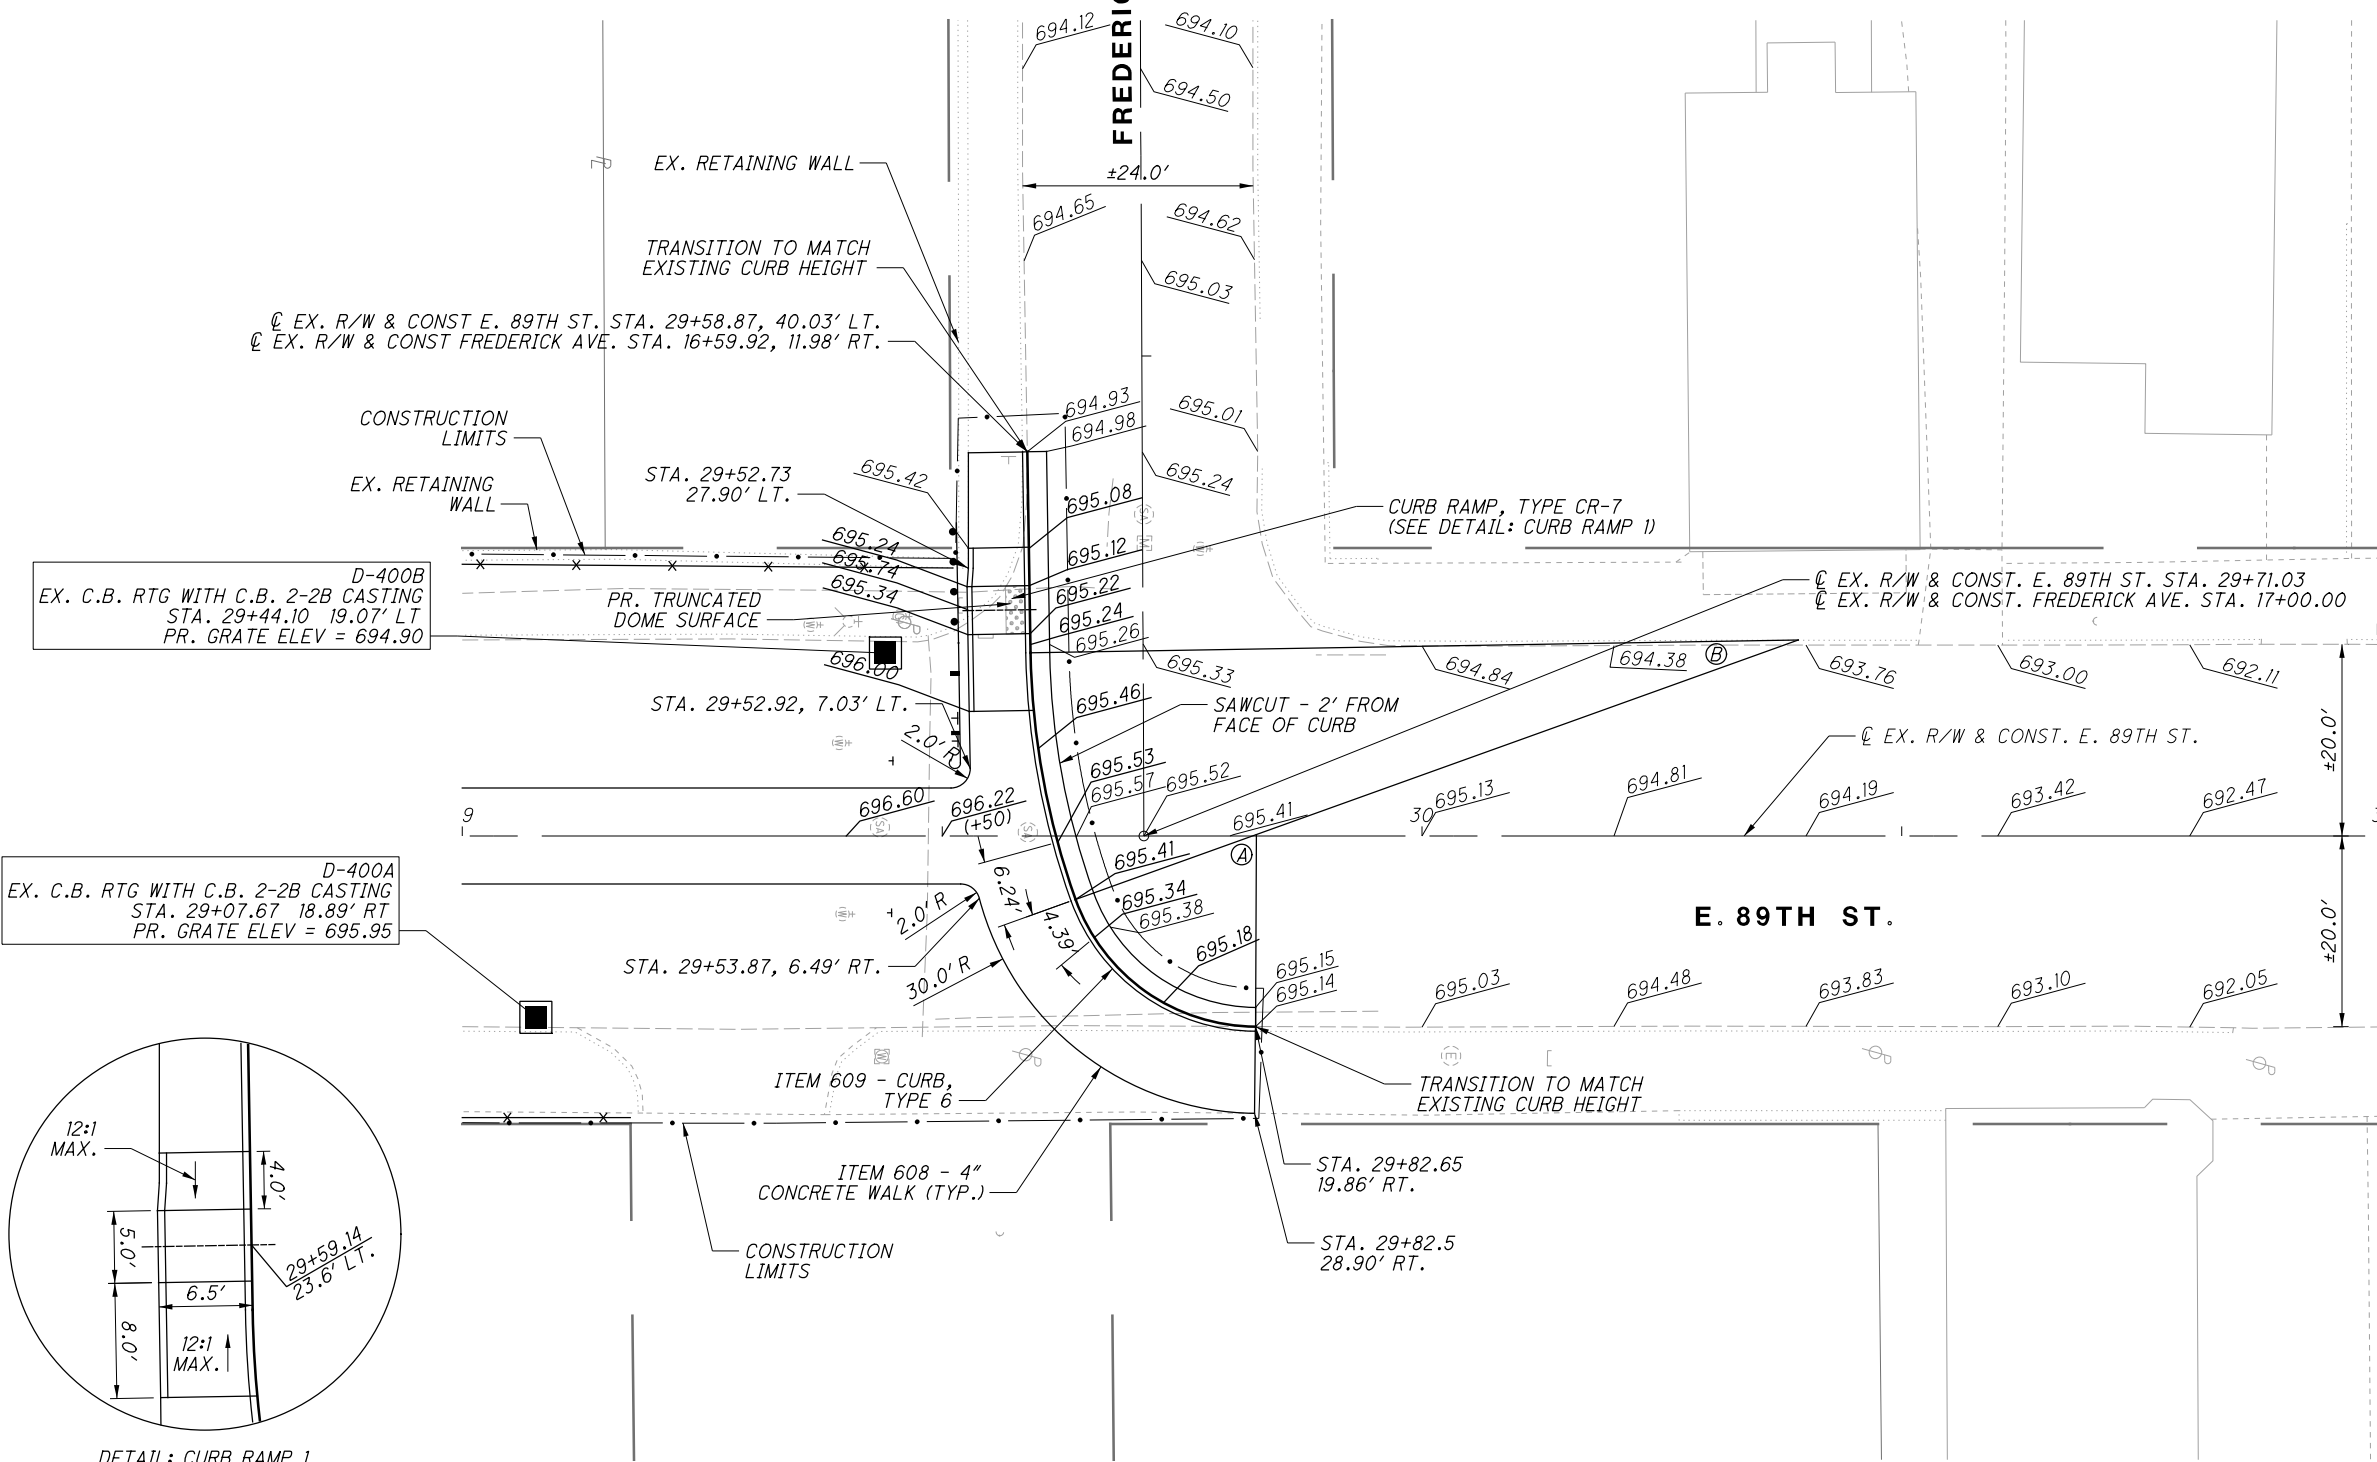 FREDERIC
694.12
694.10
694.50
±24.0'
EX. RETAINING WALL
694.65
694.62
695.03
TRANSITION TO MATCH
EXISTING CURB HEIGHT
℄ EX. R/W & CONST E. 89TH ST. STA. 29+58.87, 40.03' LT.
℄ EX. R/W & CONST FREDERICK AVE. STA. 16+59.92, 11.98' RT.
694.93
694.98
695.01
CONSTRUCTION
LIMITS
EX. RETAINING
WALL
STA. 29+52.73
27.90' LT.
695.42
695.08
695.24
CURB RAMP, TYPE CR-7
(SEE DETAIL: CURB RAMP 1)
695.24
695.74
695.34
695.12
695.22
695.24
695.26
D-400B
EX. C.B. RTG WITH C.B. 2-2B CASTING
STA. 29+44.10 19.07' LT
PR. GRATE ELEV = 694.90
PR. TRUNCATED
DOME SURFACE
℄ EX. R/W & CONST. E. 89TH ST. STA. 29+71.03
℄ EX. R/W & CONST. FREDERICK AVE. STA. 17+00.00
696.00
695.33
694.84
694.38
B
693.76
693.00
692.11
STA. 29+52.92, 7.03' LT.
2.0' R
695.46
SAWCUT - 2' FROM
FACE OF CURB
℄ EX. R/W & CONST. E. 89TH ST.
±20.0'
695.53
695.57
695.52
9
696.60
696.22
(+50)
695.41
30
695.13
694.81
694.19
693.42
692.47
A
695.41
D-400A
EX. C.B. RTG WITH C.B. 2-2B CASTING
STA. 29+07.67 18.89' RT
PR. GRATE ELEV = 695.95
6.24'
4.39'
2.0' R
695.34
695.38
695.18
E. 89TH ST.
±20.0'
STA. 29+53.87, 6.49' RT.
30.0' R
695.15
695.14
695.03
694.48
693.83
693.10
692.05
ITEM 609 - CURB,
TYPE 6
TRANSITION TO MATCH
EXISTING CURB HEIGHT
ITEM 608 - 4"
CONCRETE WALK (TYP.)
STA. 29+82.65
19.86' RT.
CONSTRUCTION
LIMITS
STA. 29+82.5
28.90' RT.
12:1
MAX.
4.0'
5.0'
29+59.14
23.6' LT.
6.5'
8.0'
12:1
MAX.
DETAIL: CURB RAMP 1